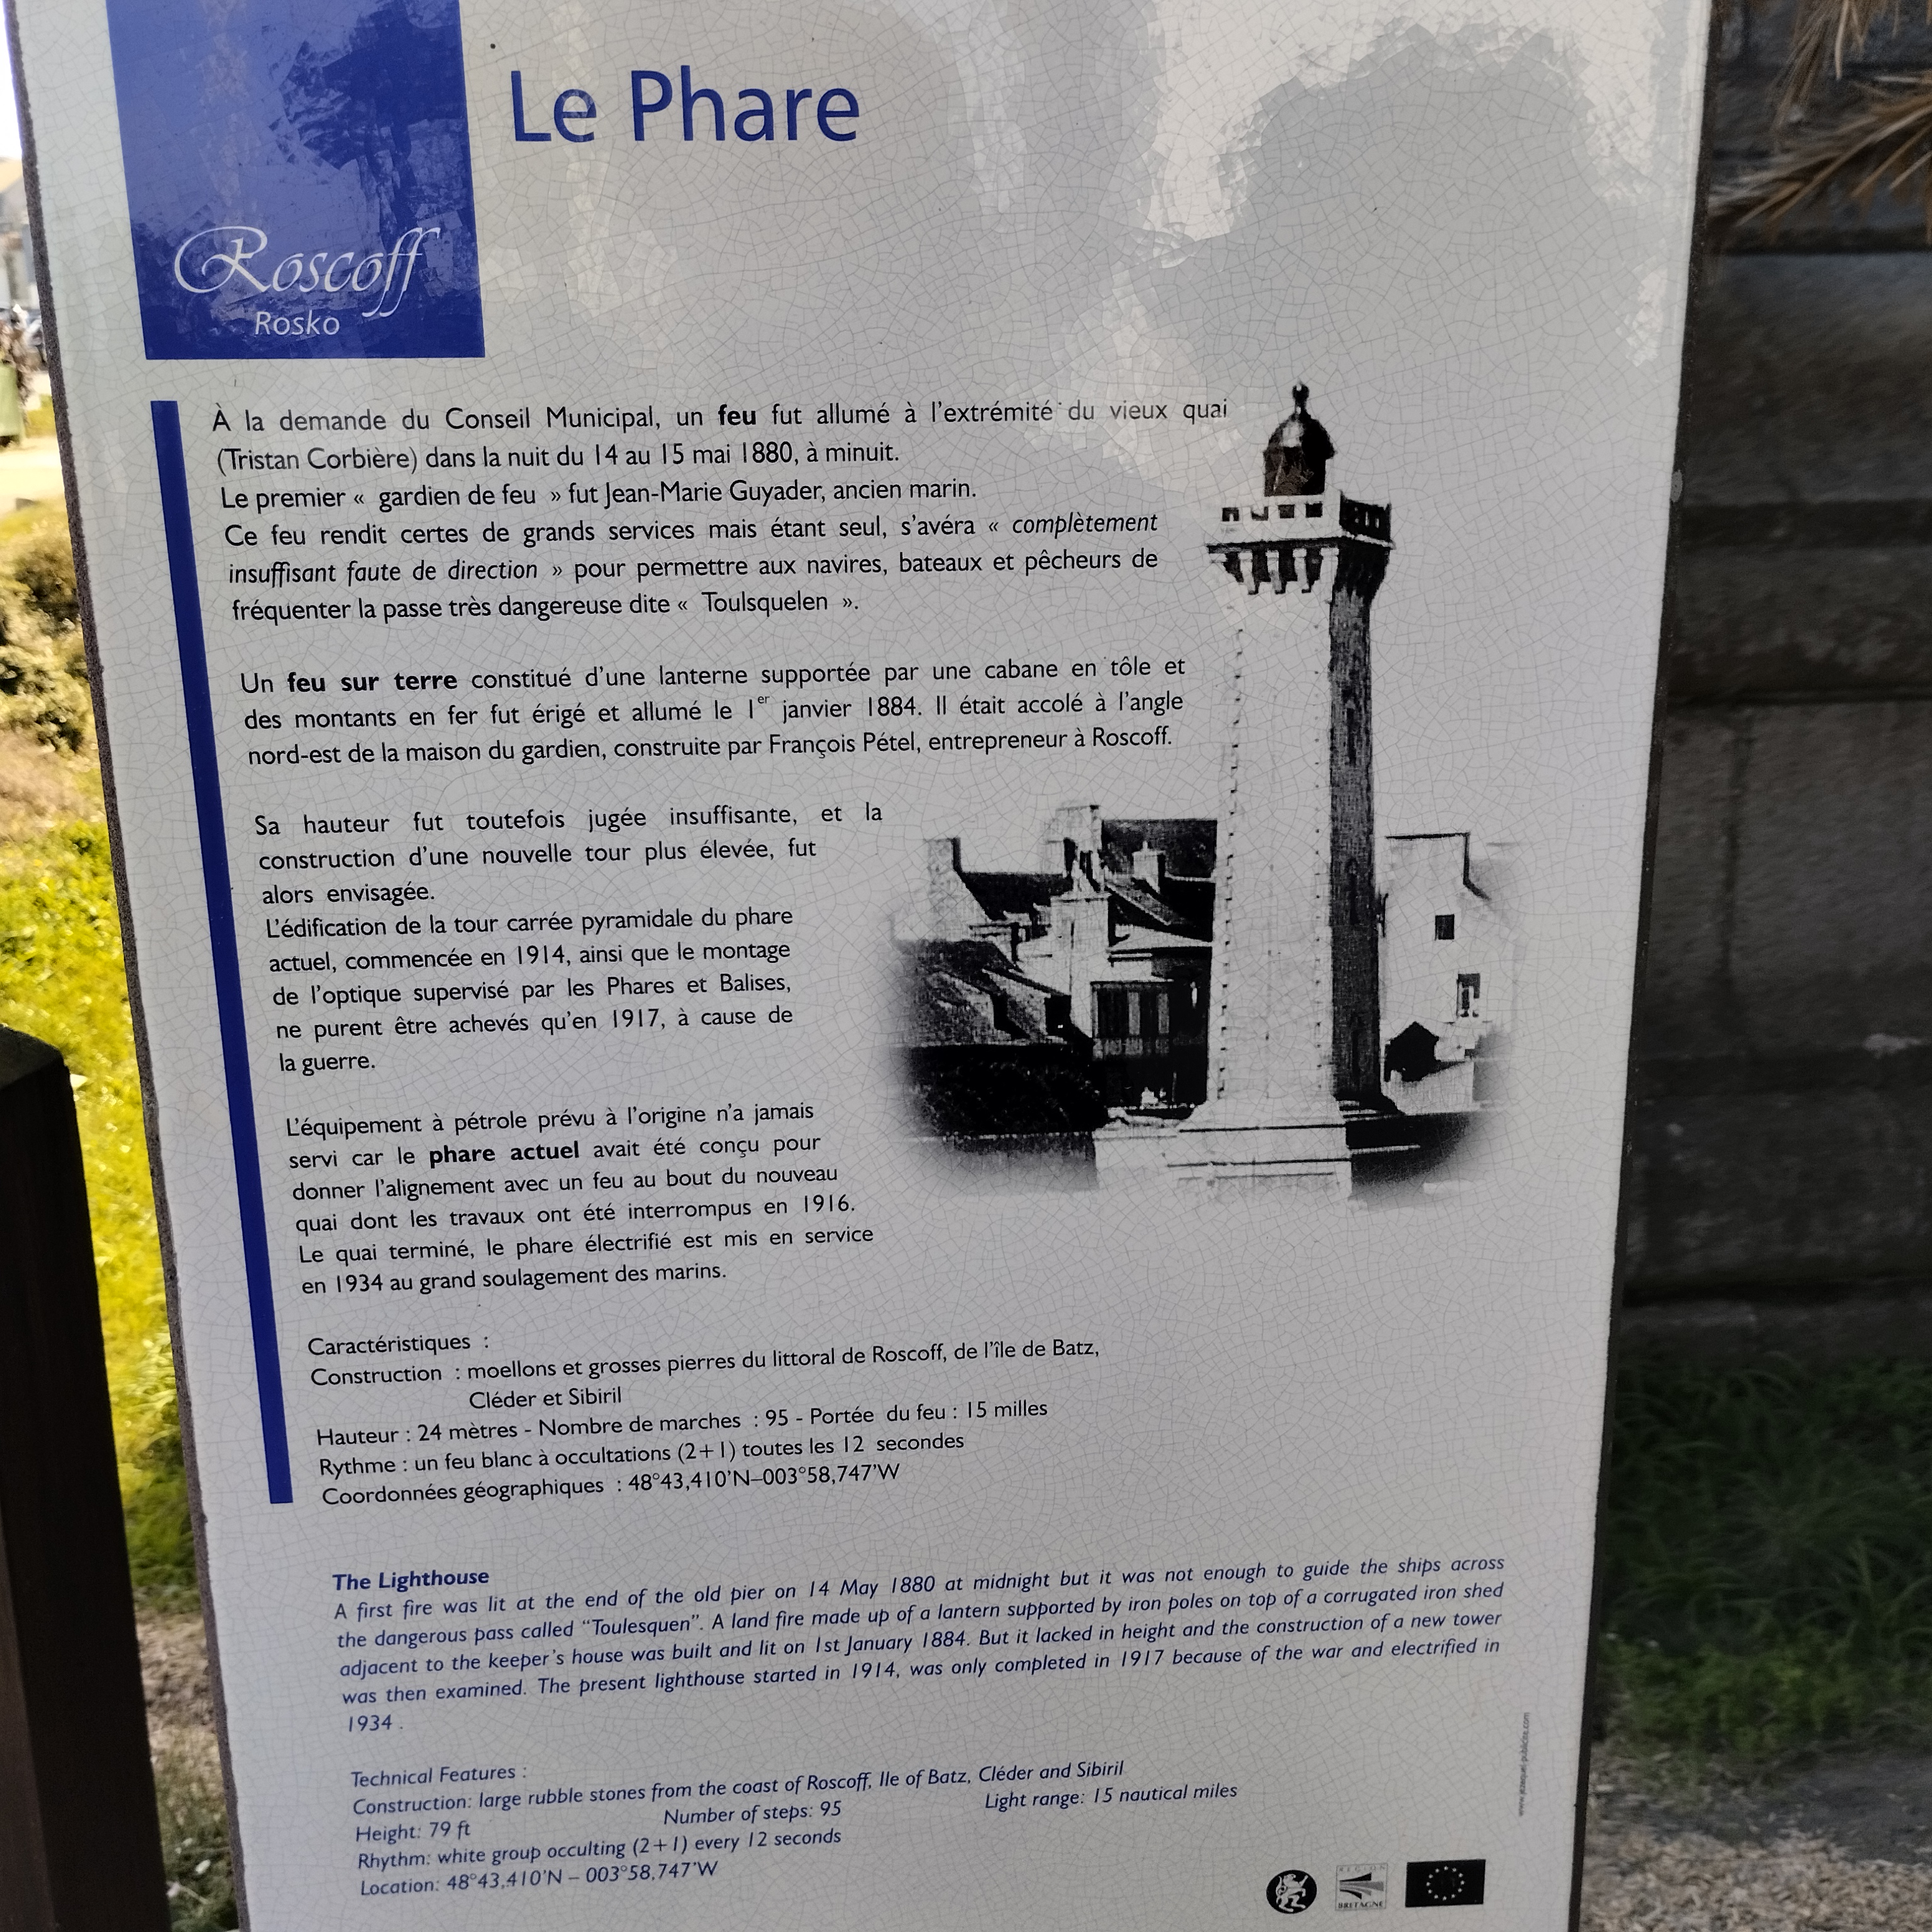 Le Phare
Roscoff
Rosko
À la demande du Conseil Municipal, un feu fut allumé à l'extrémité du vieux quai
(Tristan Corbière) dans la nuit du 14 au 15 mai 1880, à minuit.
Le premier « gardien de feu » fut Jean-Marie Guyader, ancien marin.
Ce feu rendit certes de grands services mais étant seul, s'avéra « complètement
insuffisant faute de direction » pour permettre aux navires, bateaux et pêcheurs de
fréquenter la passe très dangereuse dite « Toulsquelen ».
Un feu sur terre constitué d'une lanterne supportée par une cabane en tôle et
des montants en fer fut érigé et allumé le 1er janvier 1884. Il était accolé à l'angle
nord-est de la maison du gardien, construite par François Pétel, entrepreneur à Roscoff.
Sa hauteur fut toutefois jugée insuffisante, et la
construction d'une nouvelle tour plus élevée, fut
alors envisagée.
L'édification de la tour carrée pyramidale du phare
actuel, commencée en 1914, ainsi que le montage
de l'optique supervisé par les Phares et Balises,
ne purent être achevés qu'en 1917, à cause de
la guerre.
L'équipement à pétrole prévu à l'origine n'a jamais
servi car le phare actuel avait été conçu pour
donner l'alignement avec un feu au bout du nouveau
quai dont les travaux ont été interrompus en 1916.
Le quai terminé, le phare électrifié est mis en service
en 1934 au grand soulagement des marins.
Caractéristiques :
Construction : moellons et grosses pierres du littoral de Roscoff, de l'île de Batz,
Cléder et Sibiril
Hauteur : 24 mètres - Nombre de marches : 95 - Portée du feu : 15 milles
Rythme : un feu blanc à occultations (2+1) toutes les 12 secondes
Coordonnées géographiques : 48°43,410'N–003°58,747'W
The Lighthouse
A first fire was lit at the end of the old pier on 14 May 1880 at midnight but it was not enough to guide the ships across
the dangerous pass called "Toulesquen". A land fire made up of a lantern supported by iron poles on top of a corrugated iron shed
adjacent to the keeper's house was built and lit on 1st January 1884. But it lacked in height and the construction of a new tower
was then examined. The present lighthouse started in 1914, was only completed in 1917 because of the war and electrified in
1934 .
Technical Features :
Construction: large rubble stones from the coast of Roscoff, Ile of Batz, Cléder and Sibiril
Height: 79 ft Number of steps: 95 Light range: 15 nautical miles
Rhythm: white group occulting (2+1) every 12 seconds
Location: 48°43,410'N – 003°58,747'W
REGION
BRETAGNE